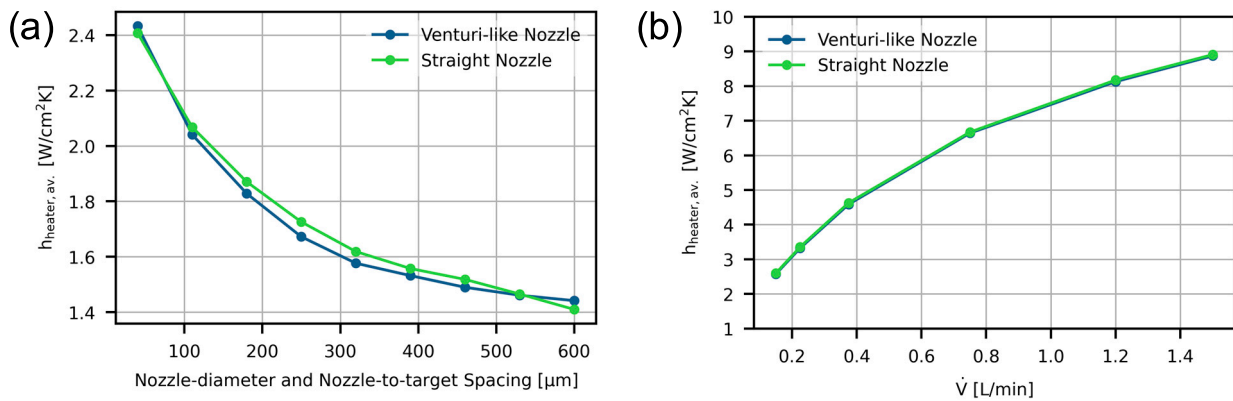 (a)
2.4
2.2
2.0
1.8
1.6
1.4
h heater, av. [W/cm²K]
Venturi-like Nozzle
Straight Nozzle
100 200 300 400 500 600
Nozzle-diameter and Nozzle-to-target Spacing [µm]
(b)
10
9
8
7
6
5
4
3
2
1
h heater, av. [W/cm²K]
Venturi-like Nozzle
Straight Nozzle
0.2 0.4 0.6 0.8 1.0 1.2 1.4
V̇ [L/min]